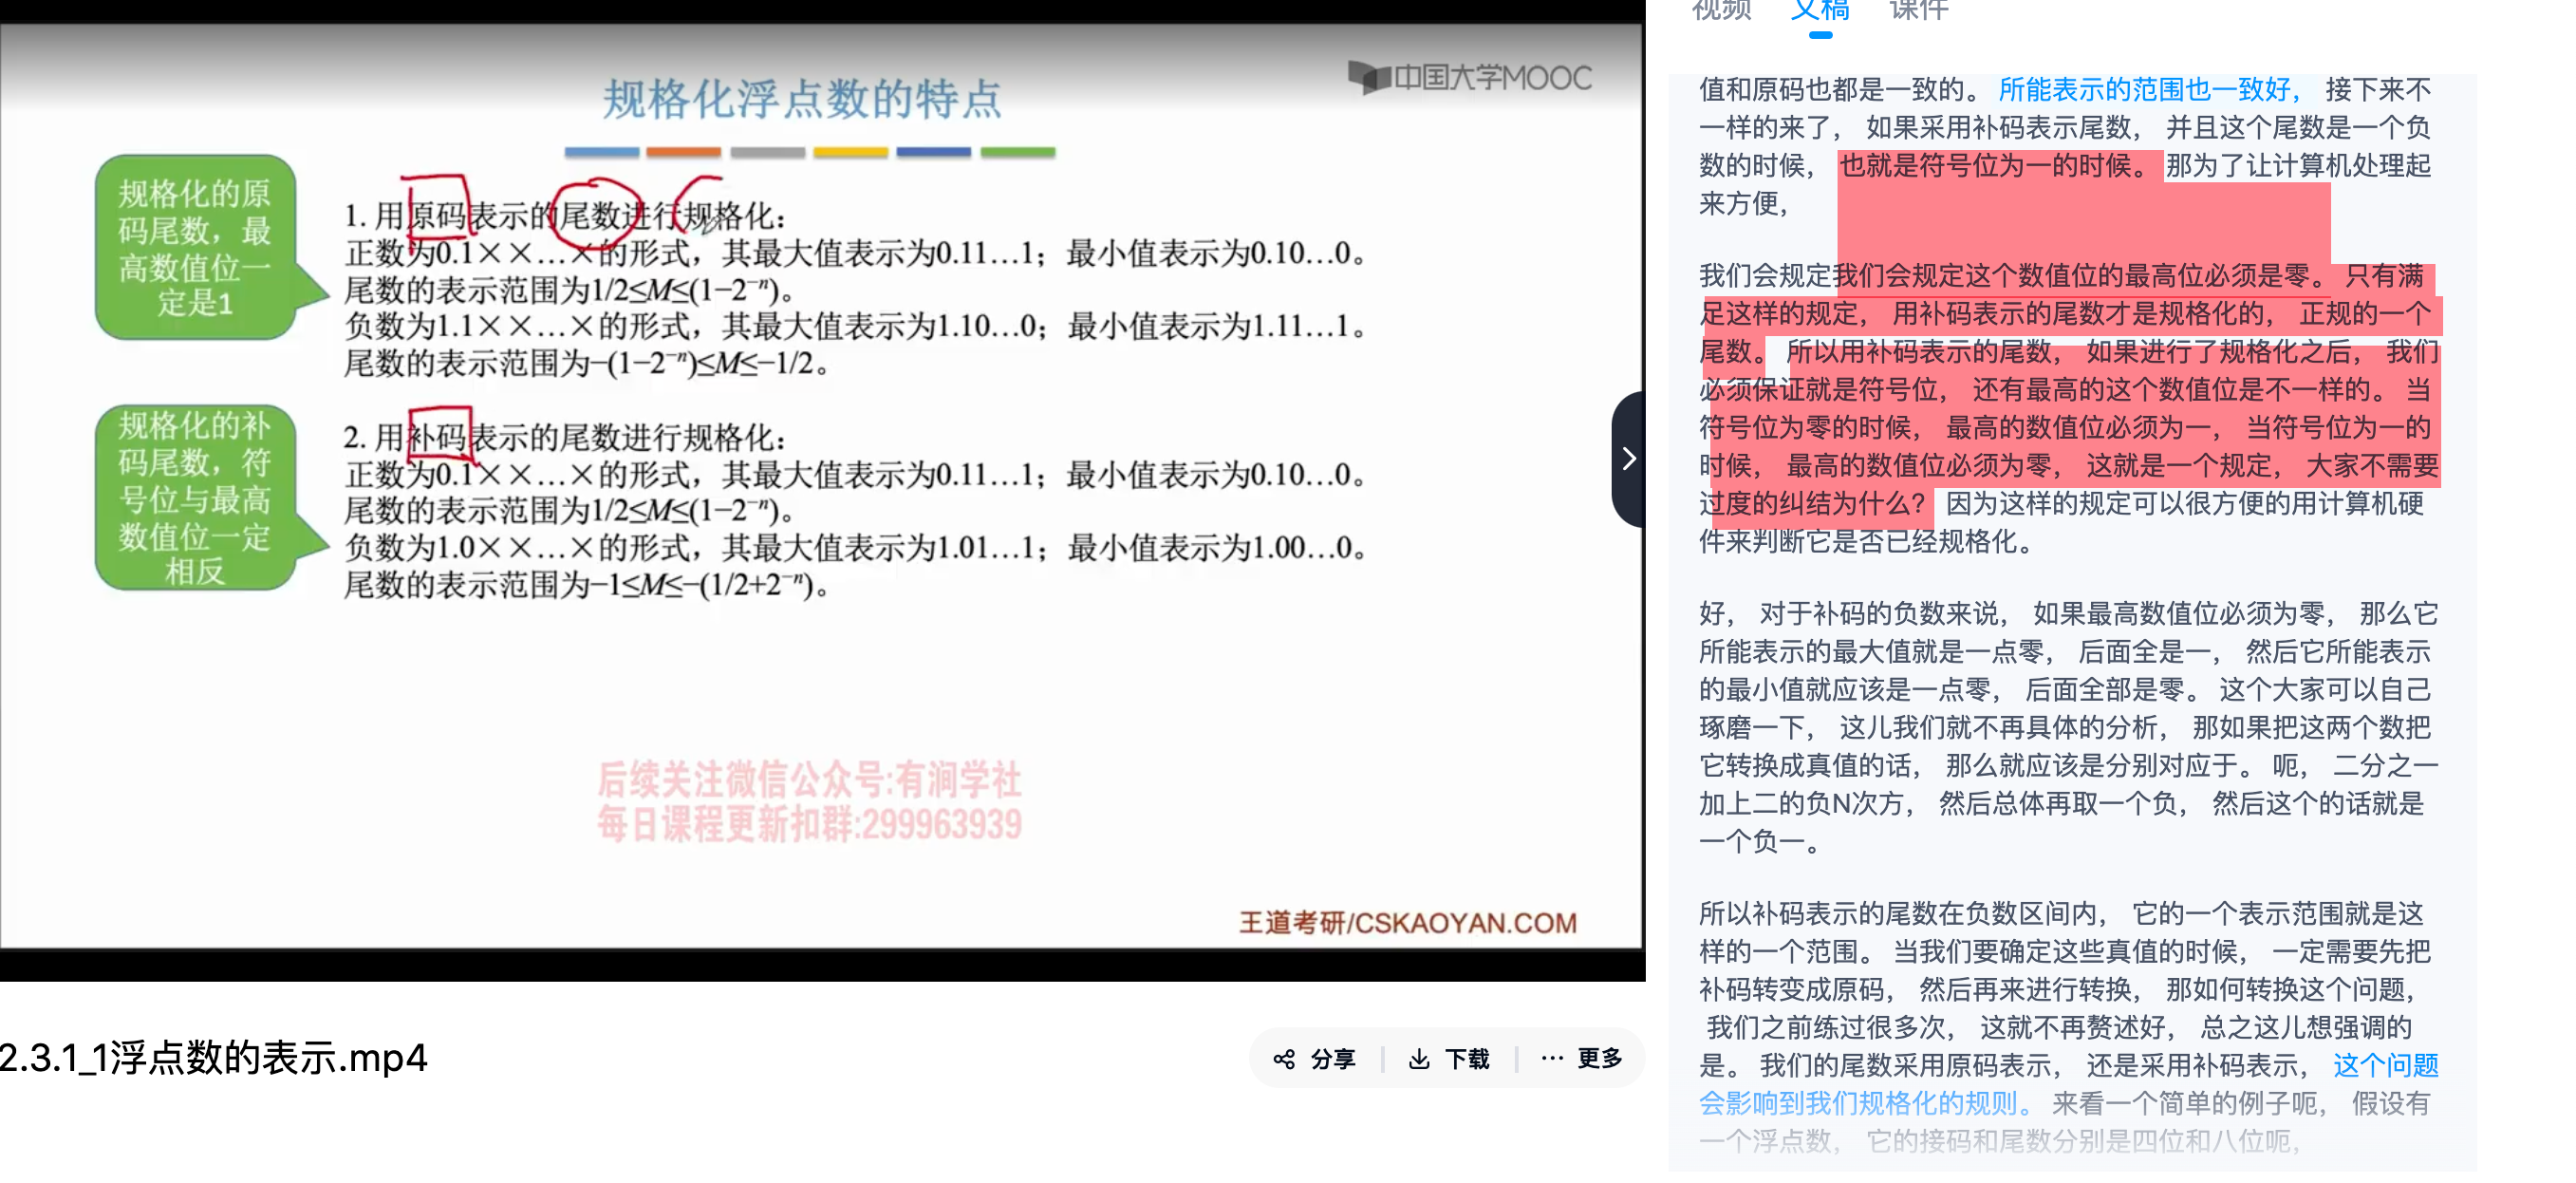 中国大学MOOC
规格化浮点数的特点
规格化的原
码尾数，最
高数值位一
定是1
1. 用原码表示的尾数进行规格化：
正数为0.1××…×的形式，其最大值表示为0.11…1；最小值表示为0.10…0。
尾数的表示范围为1/2≤M≤(1−2⁻ⁿ)。
负数为1.1××…×的形式，其最大值表示为1.10…0；最小值表示为1.11…1。
尾数的表示范围为−(1−2⁻ⁿ)≤M≤−1/2。
规格化的补
码尾数，符
号位与最高
数值位一定
相反
2. 用补码表示的尾数进行规格化：
正数为0.1××…×的形式，其最大值表示为0.11…1；最小值表示为0.10…0。
尾数的表示范围为1/2≤M≤(1−2⁻ⁿ)。
负数为1.0××…×的形式，其最大值表示为1.01…1；最小值表示为1.00…0。
尾数的表示范围为−1≤M≤−(1/2+2⁻ⁿ)。
后续关注微信公众号:有涧学社
每日课程更新扣群:299963939
王道考研/CSKAOYAN.COM
2.3.1_1浮点数的表示.mp4
分享 下载 更多
视频 文稿 课件
值和原码也都是一致的。 所能表示的范围也一致好， 接下来不
一样的来了， 如果采用补码表示尾数， 并且这个尾数是一个负
数的时候， 也就是符号位为一的时候。 那为了让计算机处理起
来方便，
我们会规定我们会规定这个数值位的最高位必须是零。 只有满
足这样的规定， 用补码表示的尾数才是规格化的， 正规的一个
尾数。 所以用补码表示的尾数， 如果进行了规格化之后， 我们
必须保证就是符号位， 还有最高的这个数值位是不一样的。 当
符号位为零的时候， 最高的数值位必须为一， 当符号位为一的
时候， 最高的数值位必须为零， 这就是一个规定， 大家不需要
过度的纠结为什么? 因为这样的规定可以很方便的用计算机硬
件来判断它是否已经规格化。
好， 对于补码的负数来说， 如果最高数值位必须为零， 那么它
所能表示的最大值就是一点零， 后面全是一， 然后它所能表示
的最小值就应该是一点零， 后面全部是零。 这个大家可以自己
琢磨一下， 这儿我们就不再具体的分析， 那如果把这两个数把
它转换成真值的话， 那么就应该是分别对应于。 呃， 二分之一
加上二的负N次方， 然后总体再取一个负， 然后这个的话就是
一个负一。
所以补码表示的尾数在负数区间内， 它的一个表示范围就是这
样的一个范围。 当我们要确定这些真值的时候， 一定需要先把
补码转变成原码， 然后再来进行转换， 那如何转换这个问题，
我们之前练过很多次， 这就不再赘述好， 总之这儿想强调的
是。 我们的尾数采用原码表示， 还是采用补码表示， 这个问题
会影响到我们规格化的规则。 来看一个简单的例子呃， 假设有
一个浮点数， 它的接码和尾数分别是四位和八位呃，